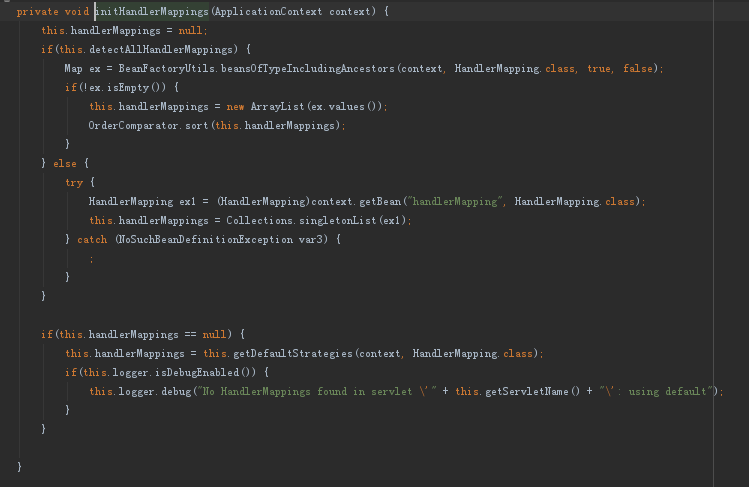 private void initHandlerMappings(ApplicationContext context) {
    this.handlerMappings = null;
    if(this.detectAllHandlerMappings) {
        Map ex = BeanFactoryUtils.beansOfTypeIncludingAncestors(context, HandlerMapping.class, true, false);
        if(!ex.isEmpty()) {
            this.handlerMappings = new ArrayList(ex.values());
            OrderComparator.sort(this.handlerMappings);
        }
    } else {
        try {
            HandlerMapping ex1 = (HandlerMapping)context.getBean("handlerMapping", HandlerMapping.class);
            this.handlerMappings = Collections.singletonList(ex1);
        } catch (NoSuchBeanDefinitionException var3) {
            ;
        }
    }

    if(this.handlerMappings == null) {
        this.handlerMappings = this.getDefaultStrategies(context, HandlerMapping.class);
        if(this.logger.isDebugEnabled()) {
            this.logger.debug("No HandlerMappings found in servlet \'" + this.getServletName() + "\': using default");
        }
    }

}